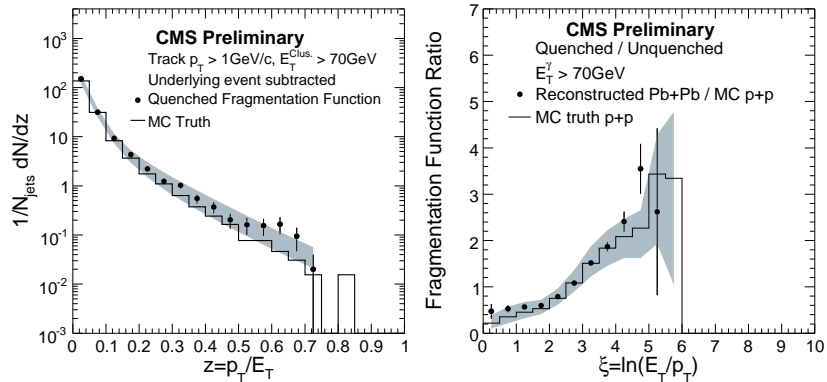 CMS Preliminary
Track p_T > 1GeV/c, E_T^Clus. > 70GeV
Underlying event subtracted
Quenched Fragmentation Function
MC Truth
1/N_jets dN/dz
10^3
10^2
10
1
10^-1
10^-2
10^-3
0 0.1 0.2 0.3 0.4 0.5 0.6 0.7 0.8 0.9 1
z=p_T/E_T
CMS Preliminary
Quenched / Unquenched
E_T^γ > 70GeV
Reconstructed Pb+Pb / MC p+p
MC truth p+p
Fragmentation Function Ratio
7
6
5
4
3
2
1
0
0 1 2 3 4 5 6 7 8 9 10
ξ=ln(E_T/p_T)